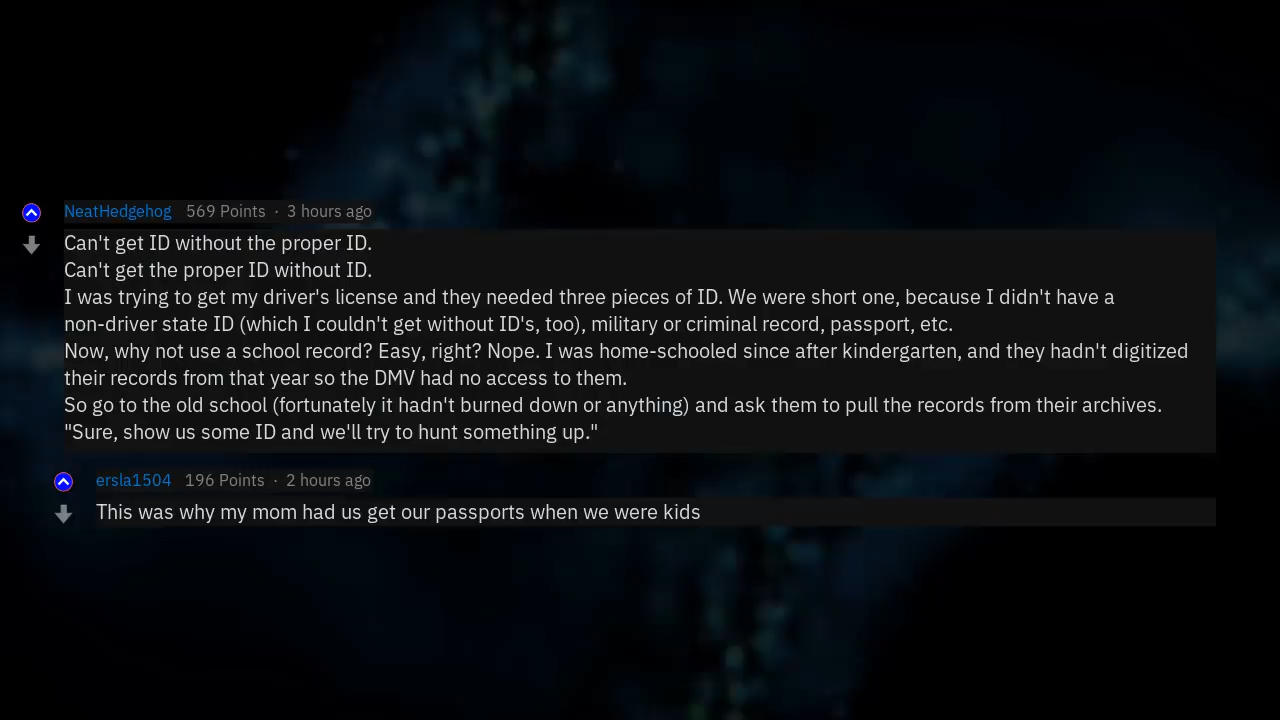 NeatHedgehog 569 Points · 3 hours ago
Can't get ID without the proper ID.
Can't get the proper ID without ID.
I was trying to get my driver's license and they needed three pieces of ID. We were short one, because I didn't have a
non-driver state ID (which I couldn't get without ID's, too), military or criminal record, passport, etc.
Now, why not use a school record? Easy, right? Nope. I was home-schooled since after kindergarten, and they hadn't digitized
their records from that year so the DMV had no access to them.
So go to the old school (fortunately it hadn't burned down or anything) and ask them to pull the records from their archives.
"Sure, show us some ID and we'll try to hunt something up."
ersla1504 196 Points · 2 hours ago
This was why my mom had us get our passports when we were kids